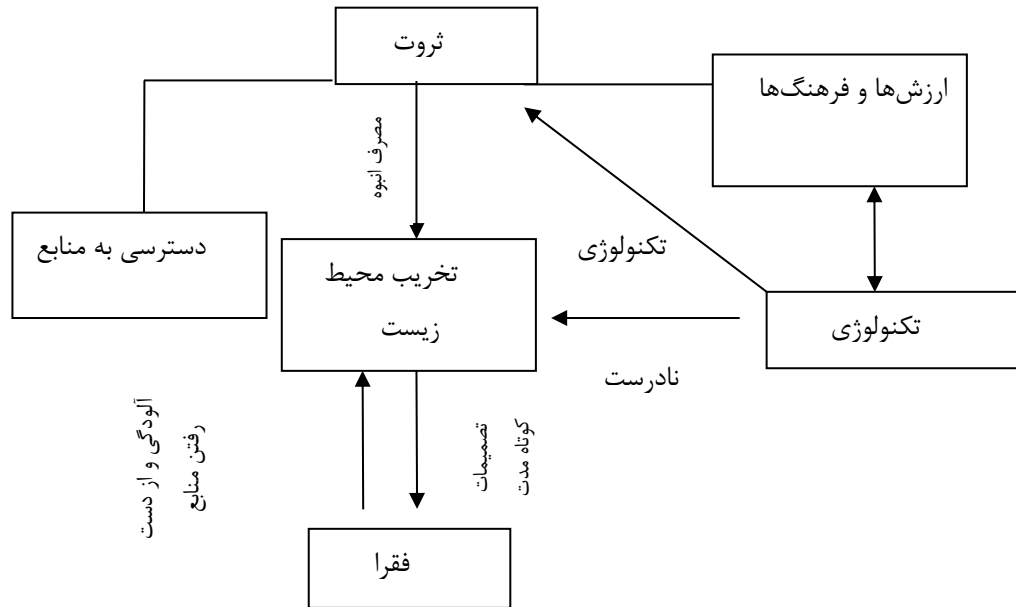 ثروت
ارزش‌ها و فرهنگ‌ها
مصرف انبوه
دسترسی به منابع
تخریب محیط
زیست
تکنولوژی
نادرست
تکنولوژی
آلودگی و از دست
رفتن منابع
تصمیمات
کوتاه مدت
فقرا